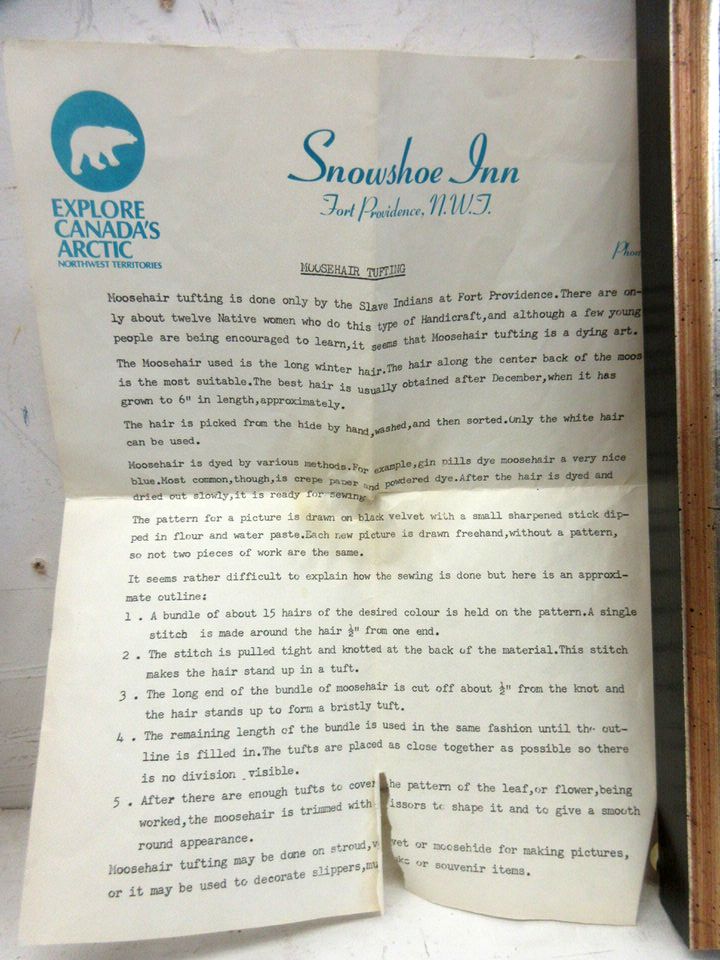 EXPLORE
CANADA'S
ARCTIC
NORTHWEST TERRITORIES
Snowshoe Inn
Fort Providence, N.W.T.
Phon
MOOSEHAIR TUFTING
Moosehair tufting is done only by the Slave Indians at Fort Providence.There are on-
ly about twelve Native women who do this type of Handicraft,and although a few young
people are being encouraged to learn,it seems that Moosehair tufting is a dying art.
The Moosehair used is the long winter hair.The hair along the center back of the moos
is the most suitable.The best hair is usually obtained after December,when it has
grown to 6" in length,approximately.
The hair is picked from the hide by hand,washed,and then sorted.Only the white hair
can be used.
Moosehair is dyed by various methods.For example,gin pills dye moosehair a very nice
blue.Most common,though,is crepe paper and powdered dye.After the hair is dyed and
dried out slowly,it is ready for sewing
The pattern for a picture is drawn on black velvet with a small sharpened stick dip-
ped in flour and water paste.Each new picture is drawn freehand,without a pattern,
so not two pieces of work are the same.
It seems rather difficult to explain how the sewing is done but here is an approxi-
mate outline:
1 . A bundle of about 15 hairs of the desired colour is held on the pattern.A single
stitch is made around the hair ½" from one end.
2 . The stitch is pulled tight and knotted at the back of the material.This stitch
makes the hair stand up in a tuft.
3 . The long end of the bundle of moosehair is cut off about ½" from the knot and
the hair stands up to form a bristly tuft.
4 . The remaining length of the bundle is used in the same fashion until the out-
line is filled in.The tufts are placed as close together as possible so there
is no division visible.
5 . After there are enough tufts to cover he pattern of the leaf,or flower,being
worked,the moosehair is trimmed with issors to shape it and to give a smooth
round appearance.
Moosehair tufting may be done on stroud,v vet or moosehide for making pictures,
or it may be used to decorate slippers,mu or souvenir items.